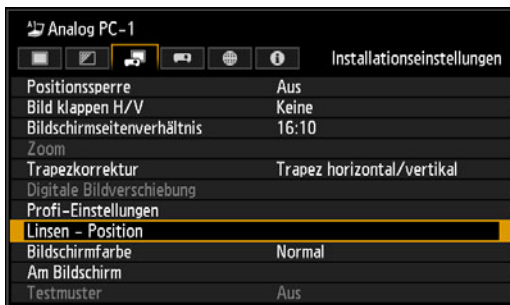 Analog PC-1
Installationseinstellungen
Positionssperre Aus
Bild klappen H/V Keine
Bildschirmseitenverhältnis 16:10
Zoom
Trapezkorrektur Trapez horizontal/vertikal
Digitale Bildverschiebung
Profi-Einstellungen
Linsen - Position
Bildschirmfarbe Normal
Am Bildschirm
Testmuster Aus